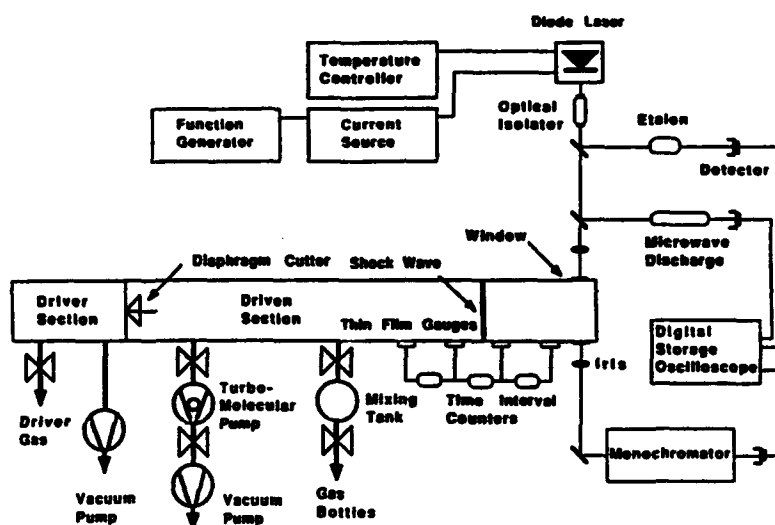 Diode Laser
Temperature
Controller
Optical
Isolator
Etalon
Function
Generator
Current
Source
Detector
Window
Microwave
Discharge
Diaphragm Cutter
Shock Wave
Driver
Section
Driven
Section
Thin Film Gauges
Digital
Storage
Oscilloscope
Iris
Turbo-
Molecular
Pump
Mixing
Tank
Time Interval
Counters
Driver
Gas
Monochromator
Vacuum
Pump
Vacuum
Pump
Gas
Bottles